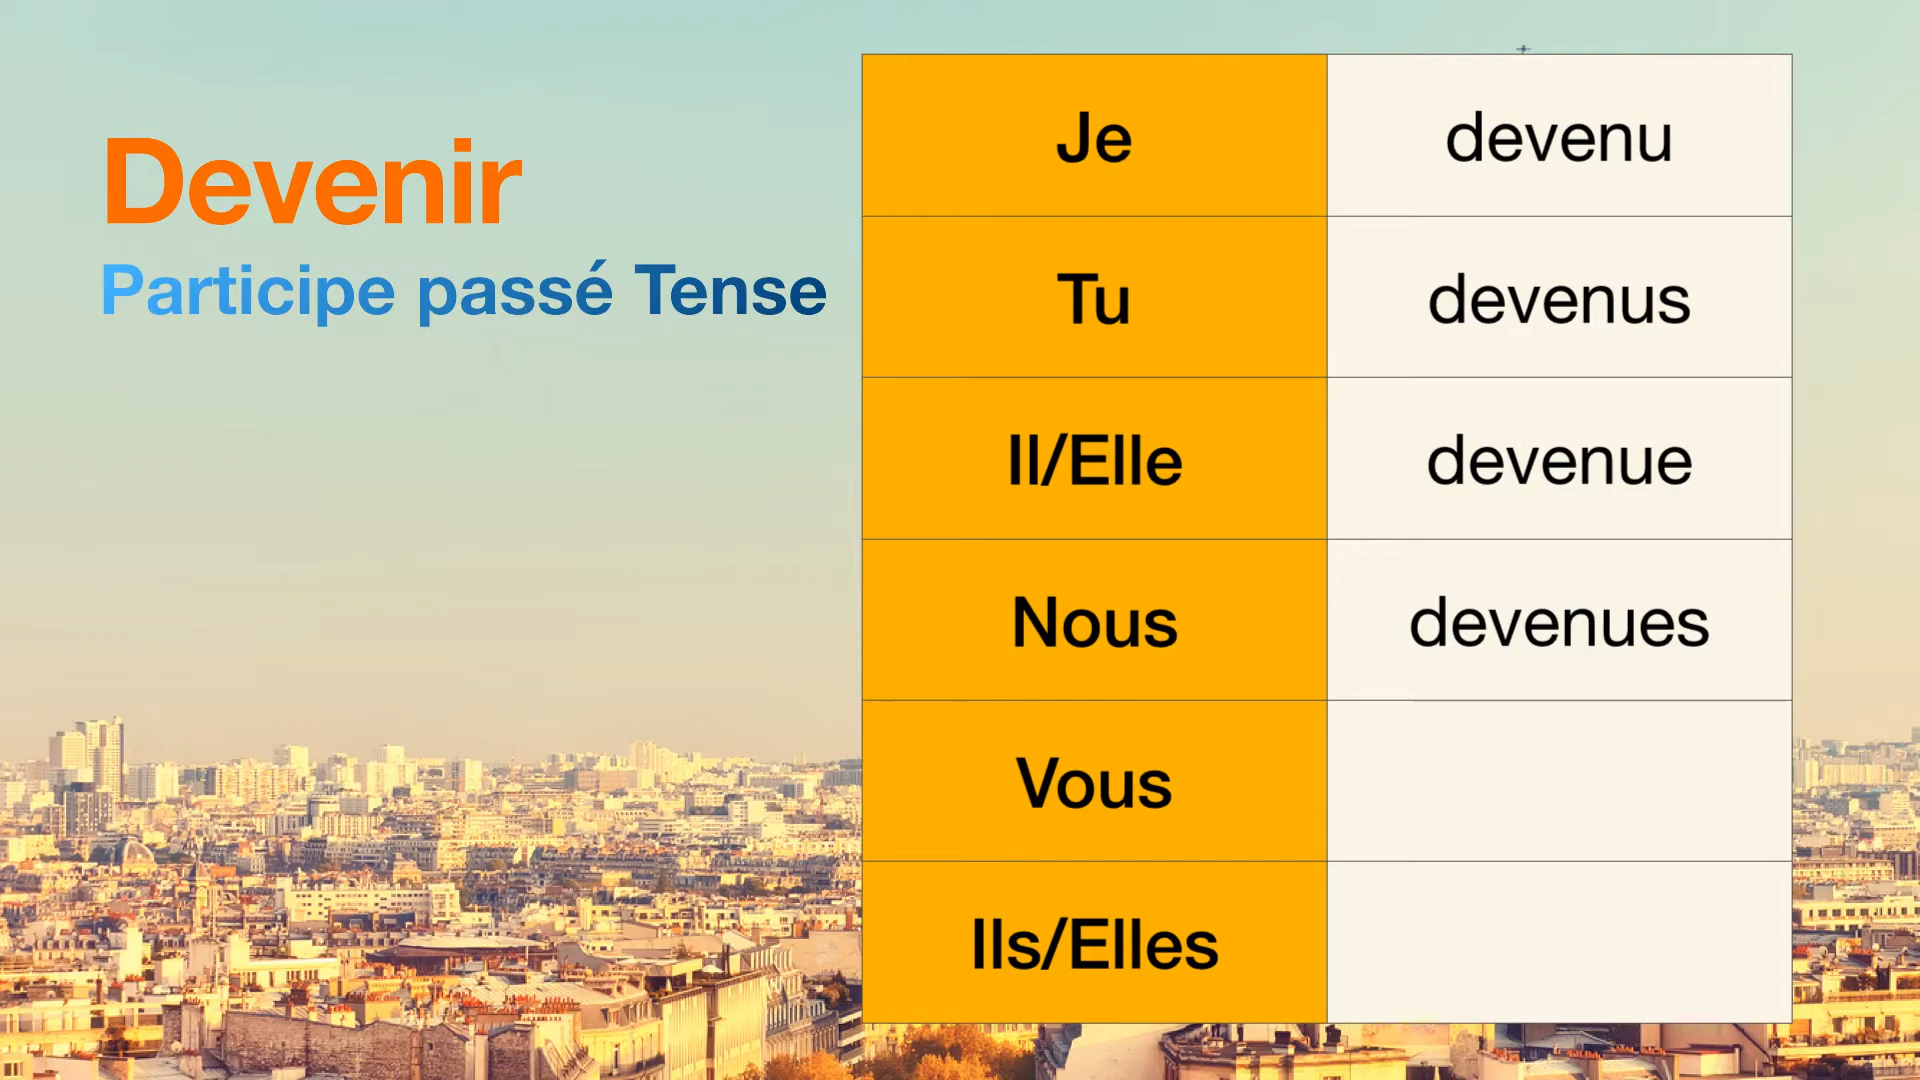 Devenir
Participe passé Tense
Je devenu
Tu devenus
Il/Elle devenue
Nous devenues
Vous
Ils/Elles